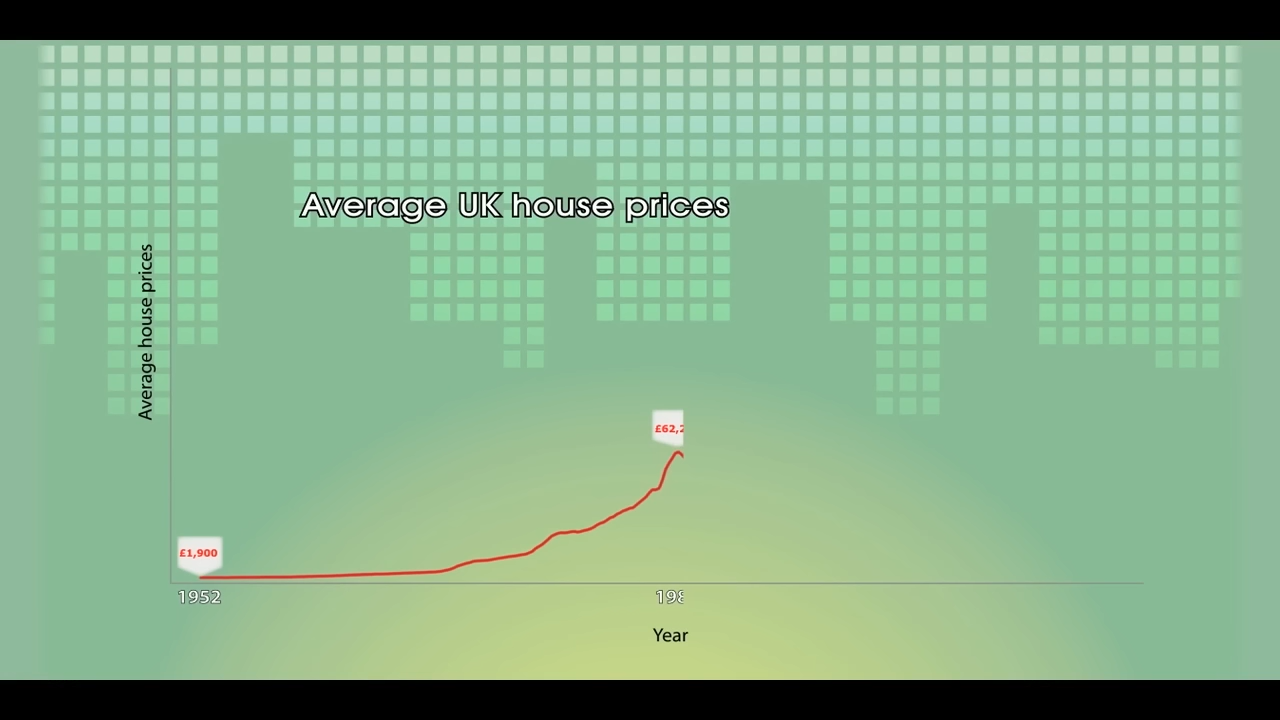 Average UK house prices
Average house prices
£62,2
£1,900
1952
198
Year